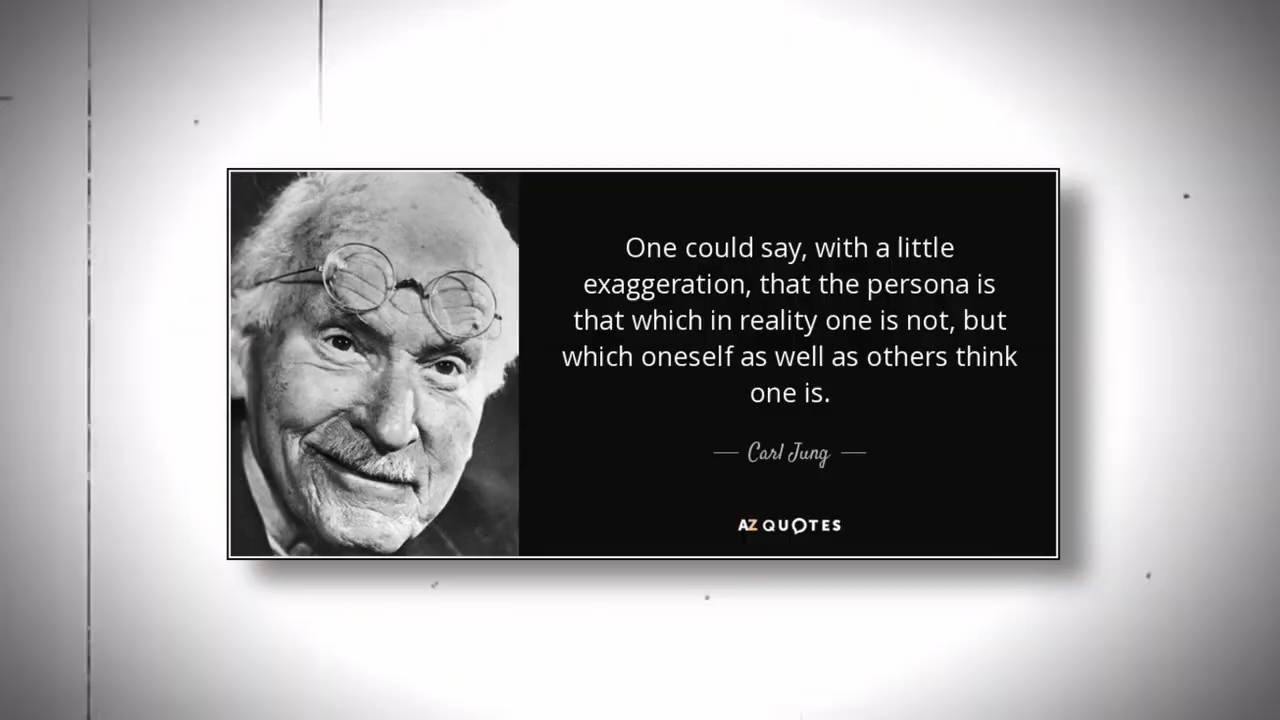 One could say, with a little
exaggeration, that the persona is
that which in reality one is not, but
which oneself as well as others think
one is.
Carl Jung
AZ QUOTES